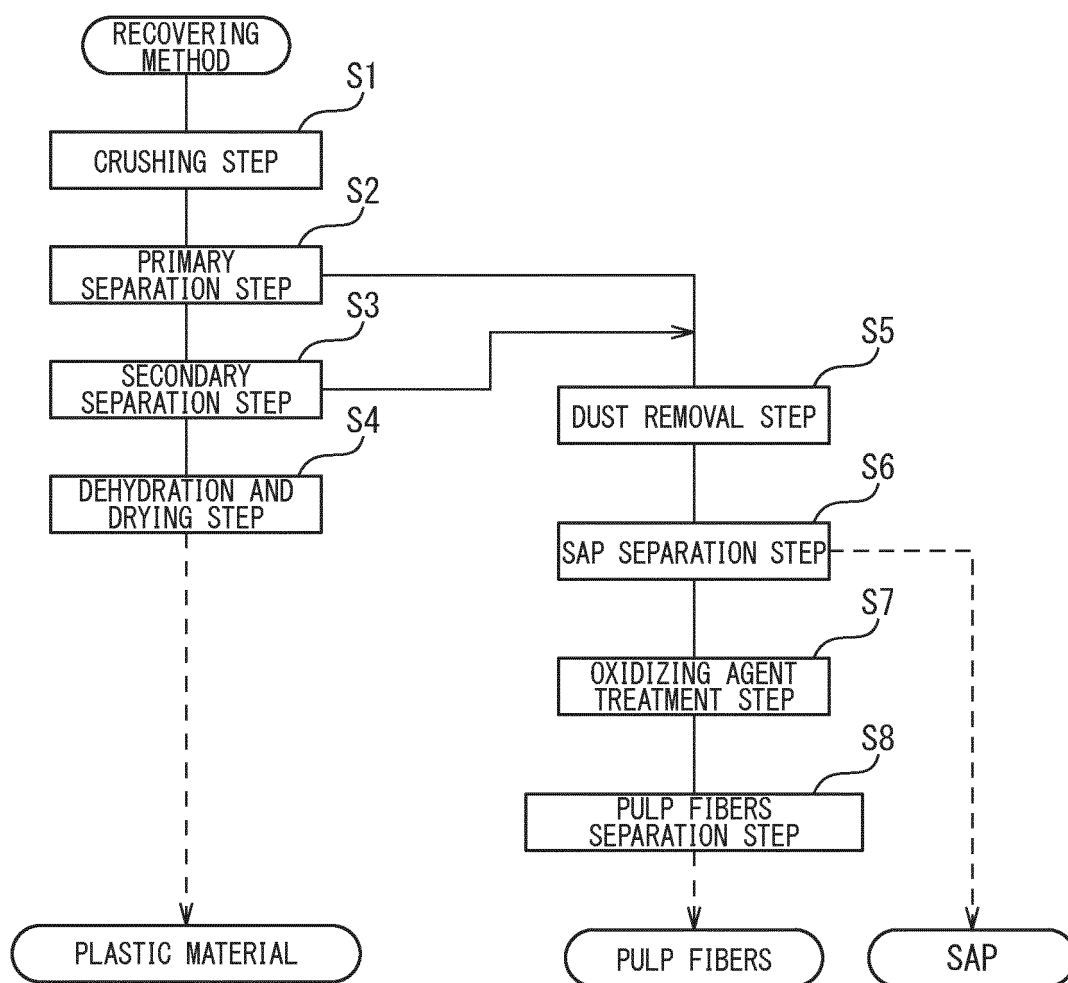 RECOVERING
METHOD
S1
CRUSHING STEP
S2
PRIMARY
SEPARATION STEP
S3
SECONDARY
SEPARATION STEP
S4
DEHYDRATION AND
DRYING STEP
S5
DUST REMOVAL STEP
S6
SAP SEPARATION STEP
S7
OXIDIZING AGENT
TREATMENT STEP
S8
PULP FIBERS
SEPARATION STEP
PLASTIC MATERIAL
PULP FIBERS
SAP